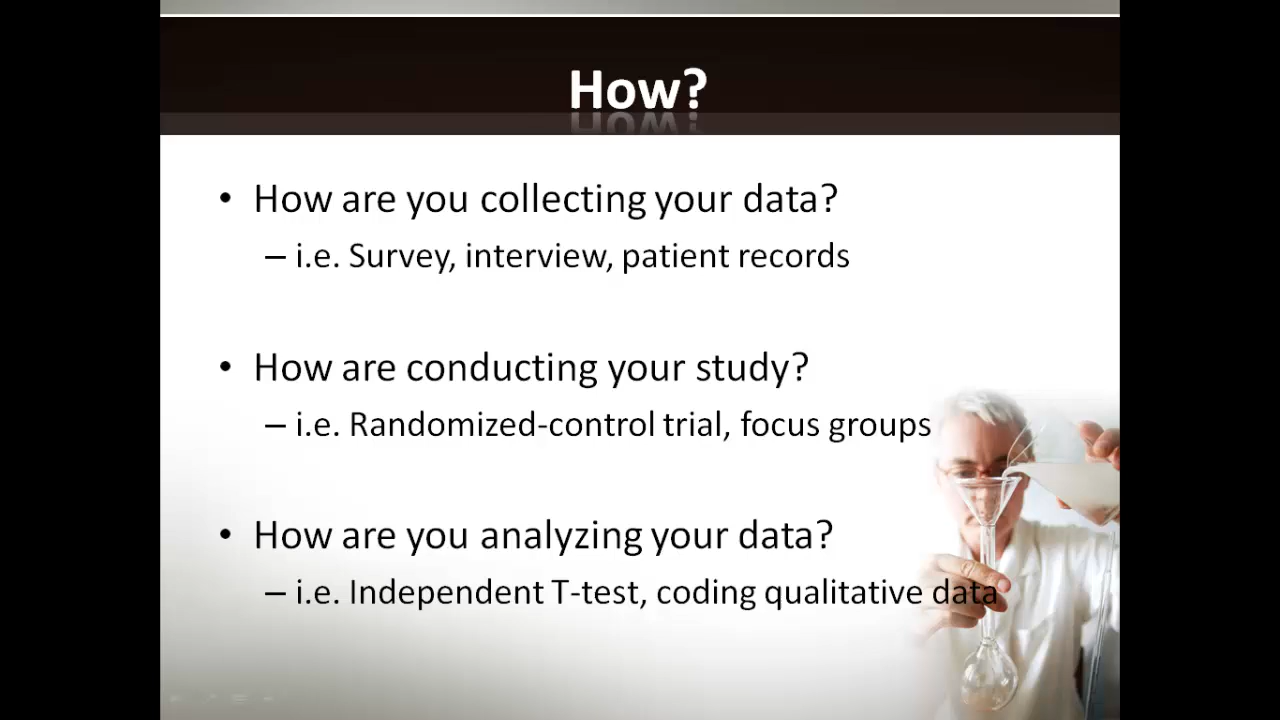 How?
• How are you collecting your data?
– i.e. Survey, interview, patient records
• How are conducting your study?
– i.e. Randomized-control trial, focus groups
• How are you analyzing your data?
– i.e. Independent T-test, coding qualitative data